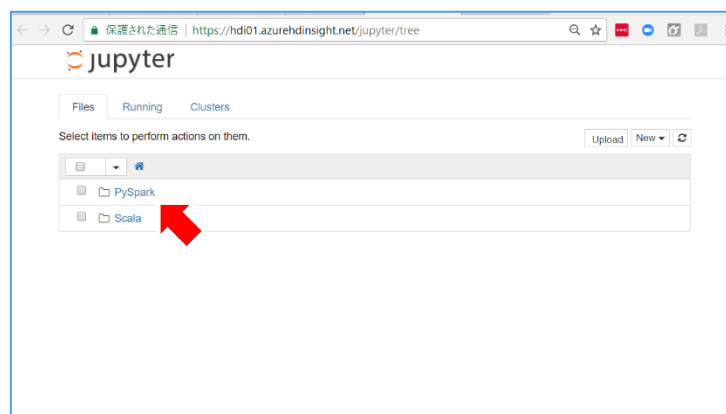 保護された通信 | https://hdi01.azurehdinsight.net/jupyter/tree
jupyter
Files Running Clusters
Select items to perform actions on them.
Upload New
PySpark
Scala